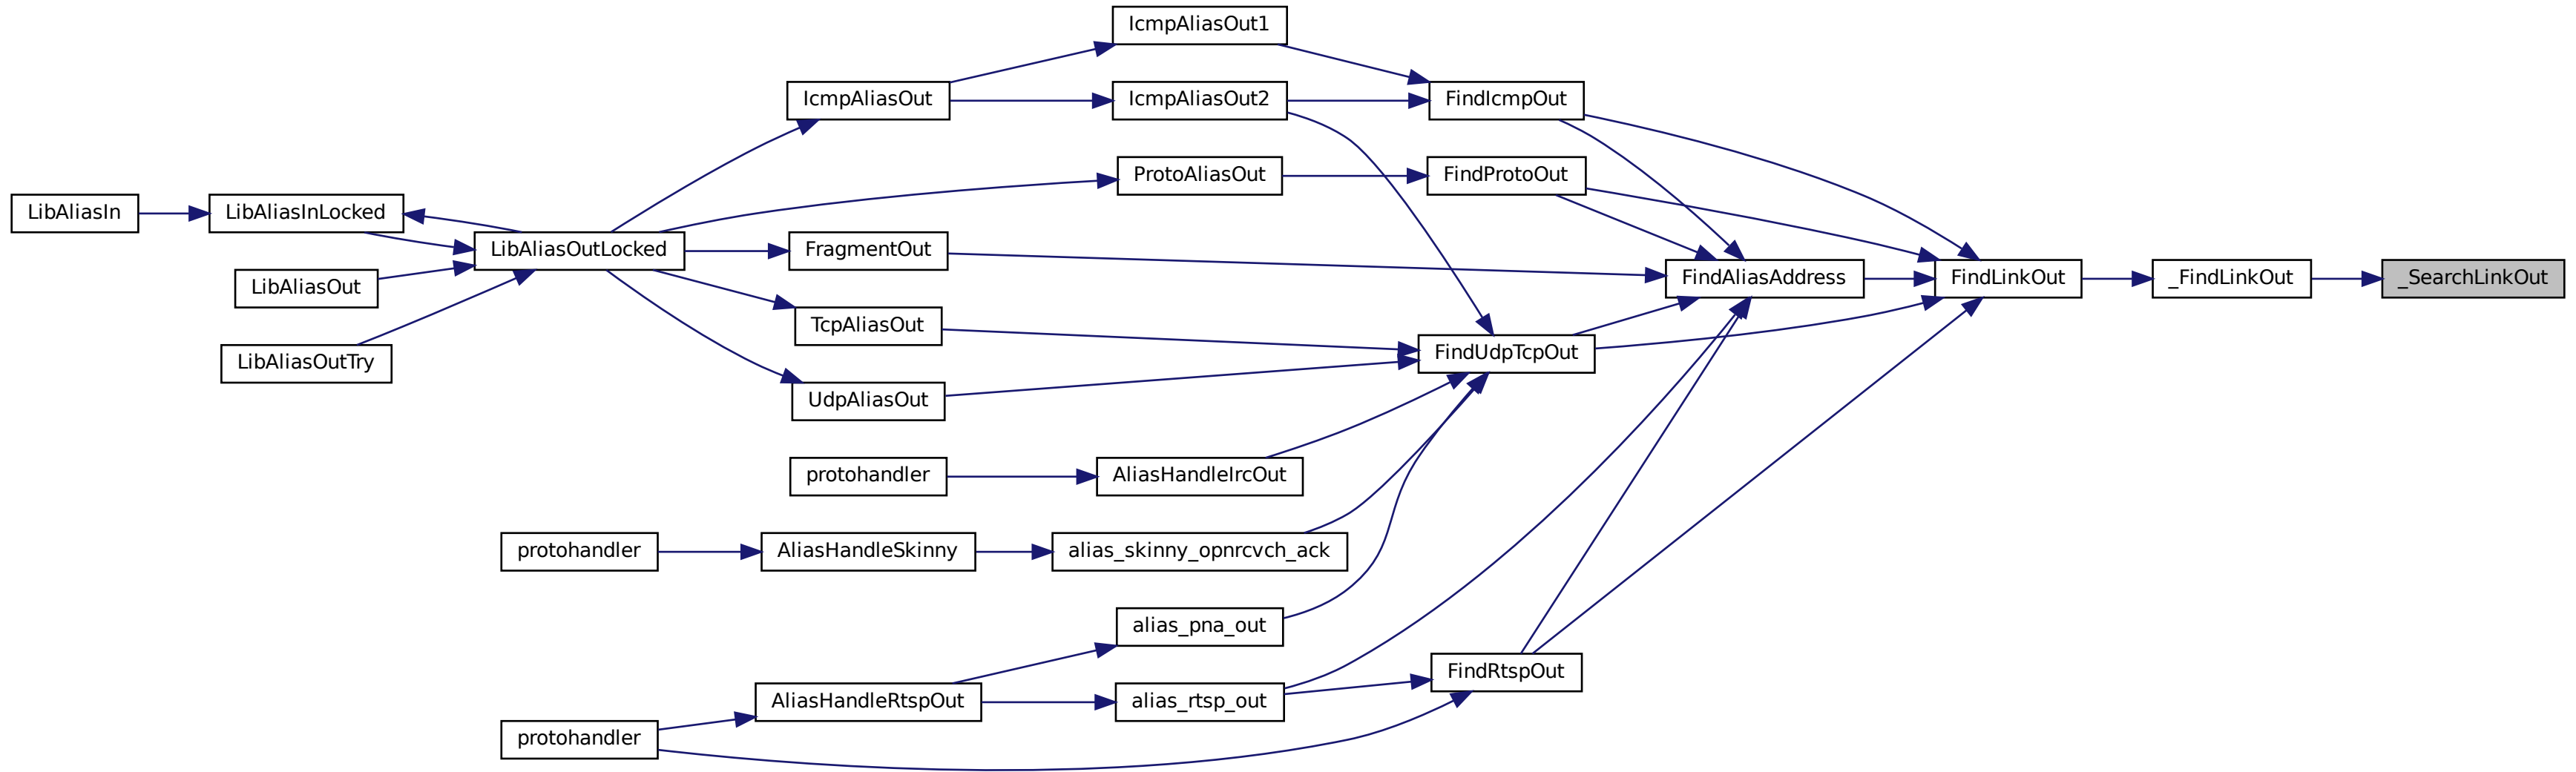 IcmpAliasOut1
IcmpAliasOut
IcmpAliasOut2
FindIcmpOut
ProtoAliasOut
FindProtoOut
LibAliasIn
LibAliasInLocked
LibAliasOutLocked
FragmentOut
FindAliasAddress
FindLinkOut
_FindLinkOut
_SearchLinkOut
LibAliasOut
TcpAliasOut
LibAliasOutTry
FindUdpTcpOut
UdpAliasOut
protohandler
AliasHandleIrcOut
protohandler
AliasHandleSkinny
alias_skinny_opnrcvch_ack
alias_pna_out
FindRtspOut
AliasHandleRtspOut
alias_rtsp_out
protohandler